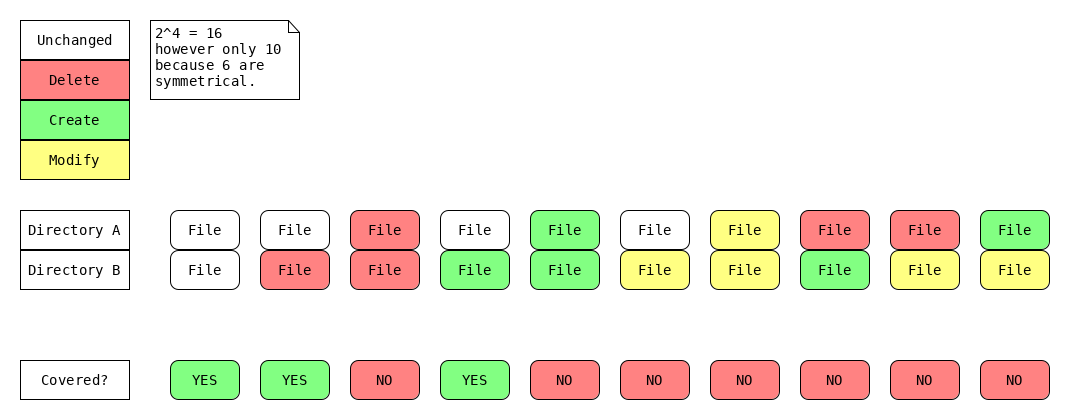 Unchanged
Delete
Create
Modify
2^4 = 16
however only 10
because 6 are
symmetrical.
Directory A File File File File File File File File File File
Directory B File File File File File File File File File File
Covered? YES YES NO YES NO NO NO NO NO NO